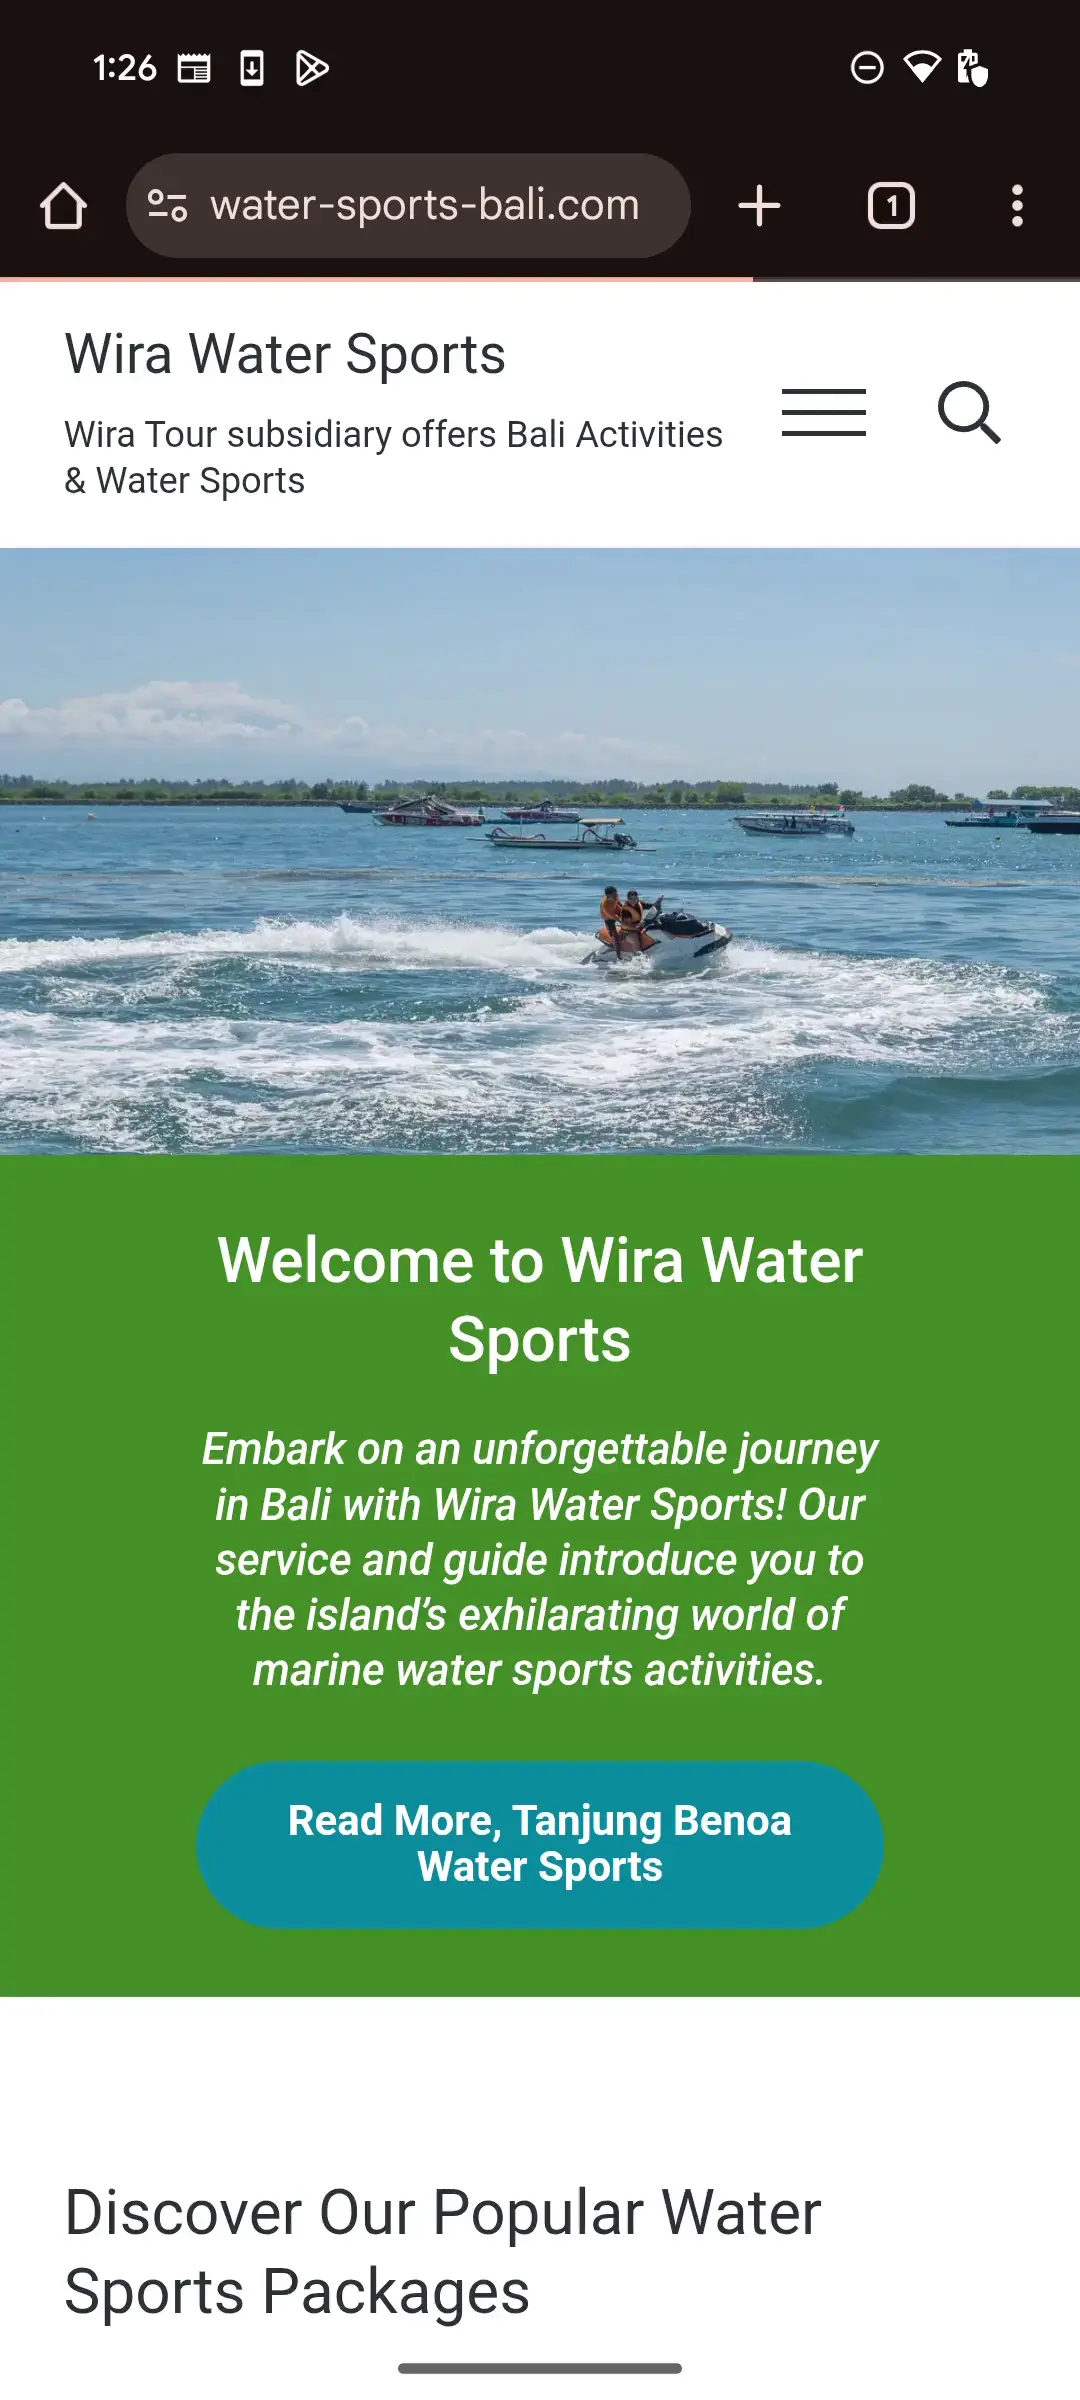 1:26
water-sports-bali.com
1
Wira Water Sports
Wira Tour subsidiary offers Bali Activities
& Water Sports
Welcome to Wira Water
Sports
Embark on an unforgettable journey
in Bali with Wira Water Sports! Our
service and guide introduce you to
the island’s exhilarating world of
marine water sports activities.
Read More, Tanjung Benoa
Water Sports
Discover Our Popular Water
Sports Packages